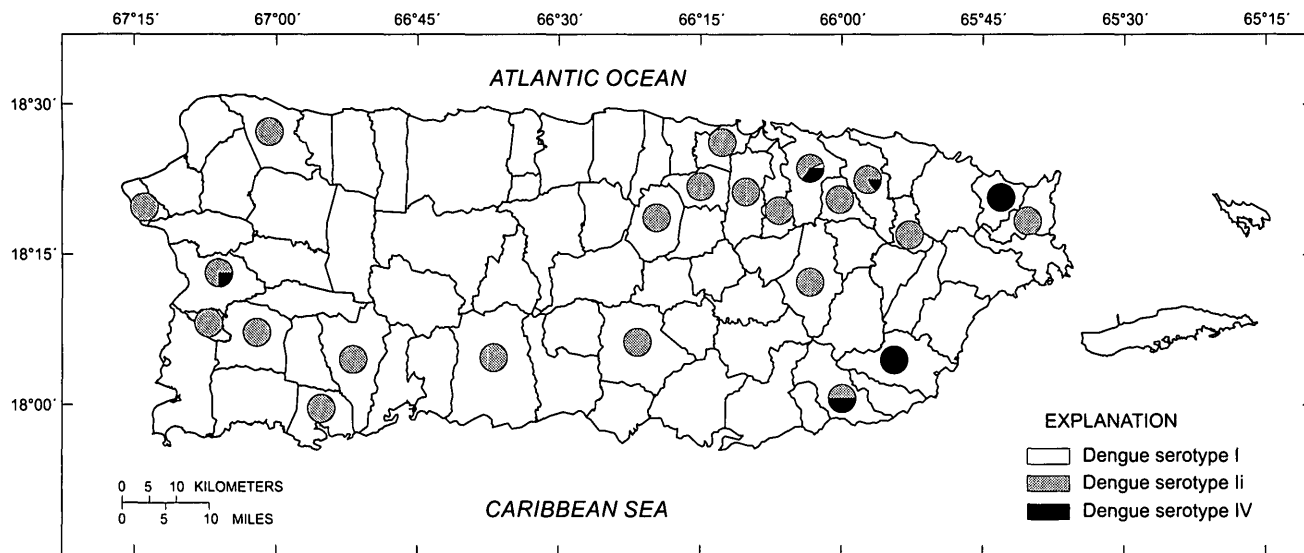 67°15′ 67°00′ 66°45′ 66°30′ 66°15′ 66°00′ 65°45′ 65°30′ 65°15′
ATLANTIC OCEAN
18°30′
18°15′
18°00′
EXPLANATION
Dengue serotype I
Dengue serotype Ii
Dengue serotype IV
0 5 10 KILOMETERS
0 5 10 MILES
CARIBBEAN SEA